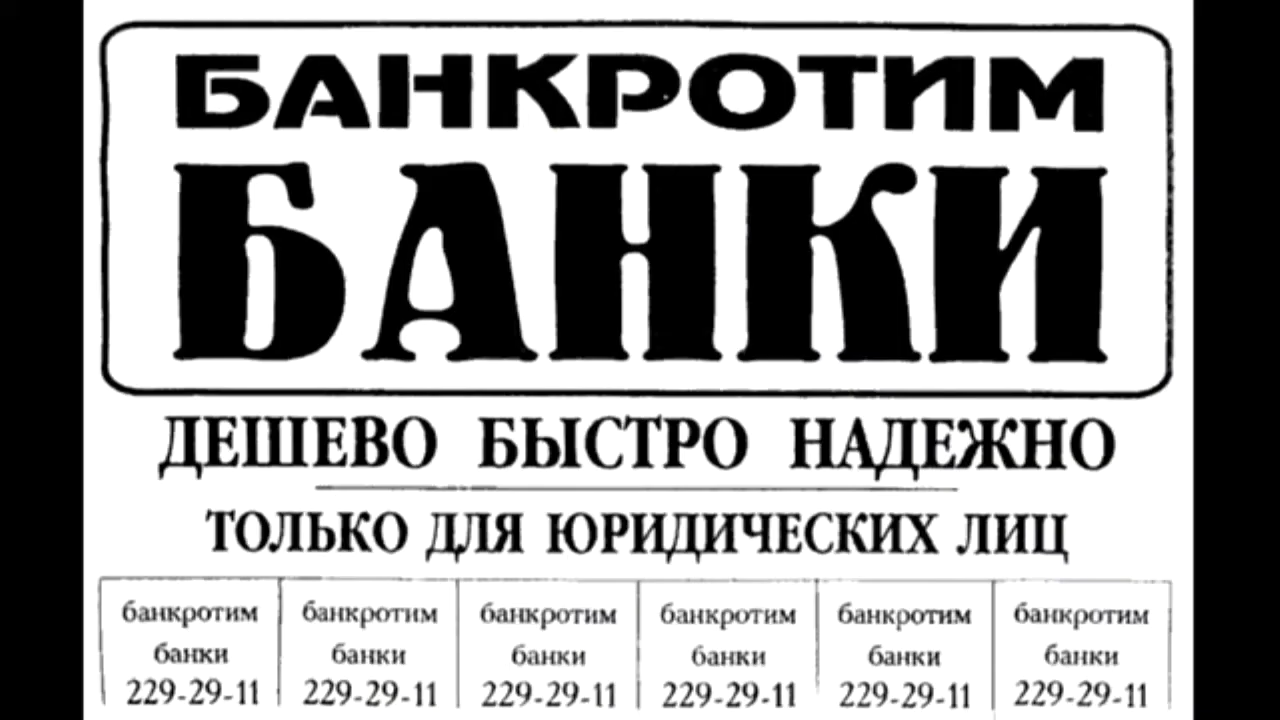 БАНКРОТИМ
БАНКИ
ДЕШЕВО БЫСТРО НАДЕЖНО
ТОЛЬКО ДЛЯ ЮРИДИЧЕСКИХ ЛИЦ
банкротим банкротим банкротим банкротим банкротим банкротим
банки банки банки банки банки банки
229-29-11 229-29-11 229-29-11 229-29-11 229-29-11 229-29-11